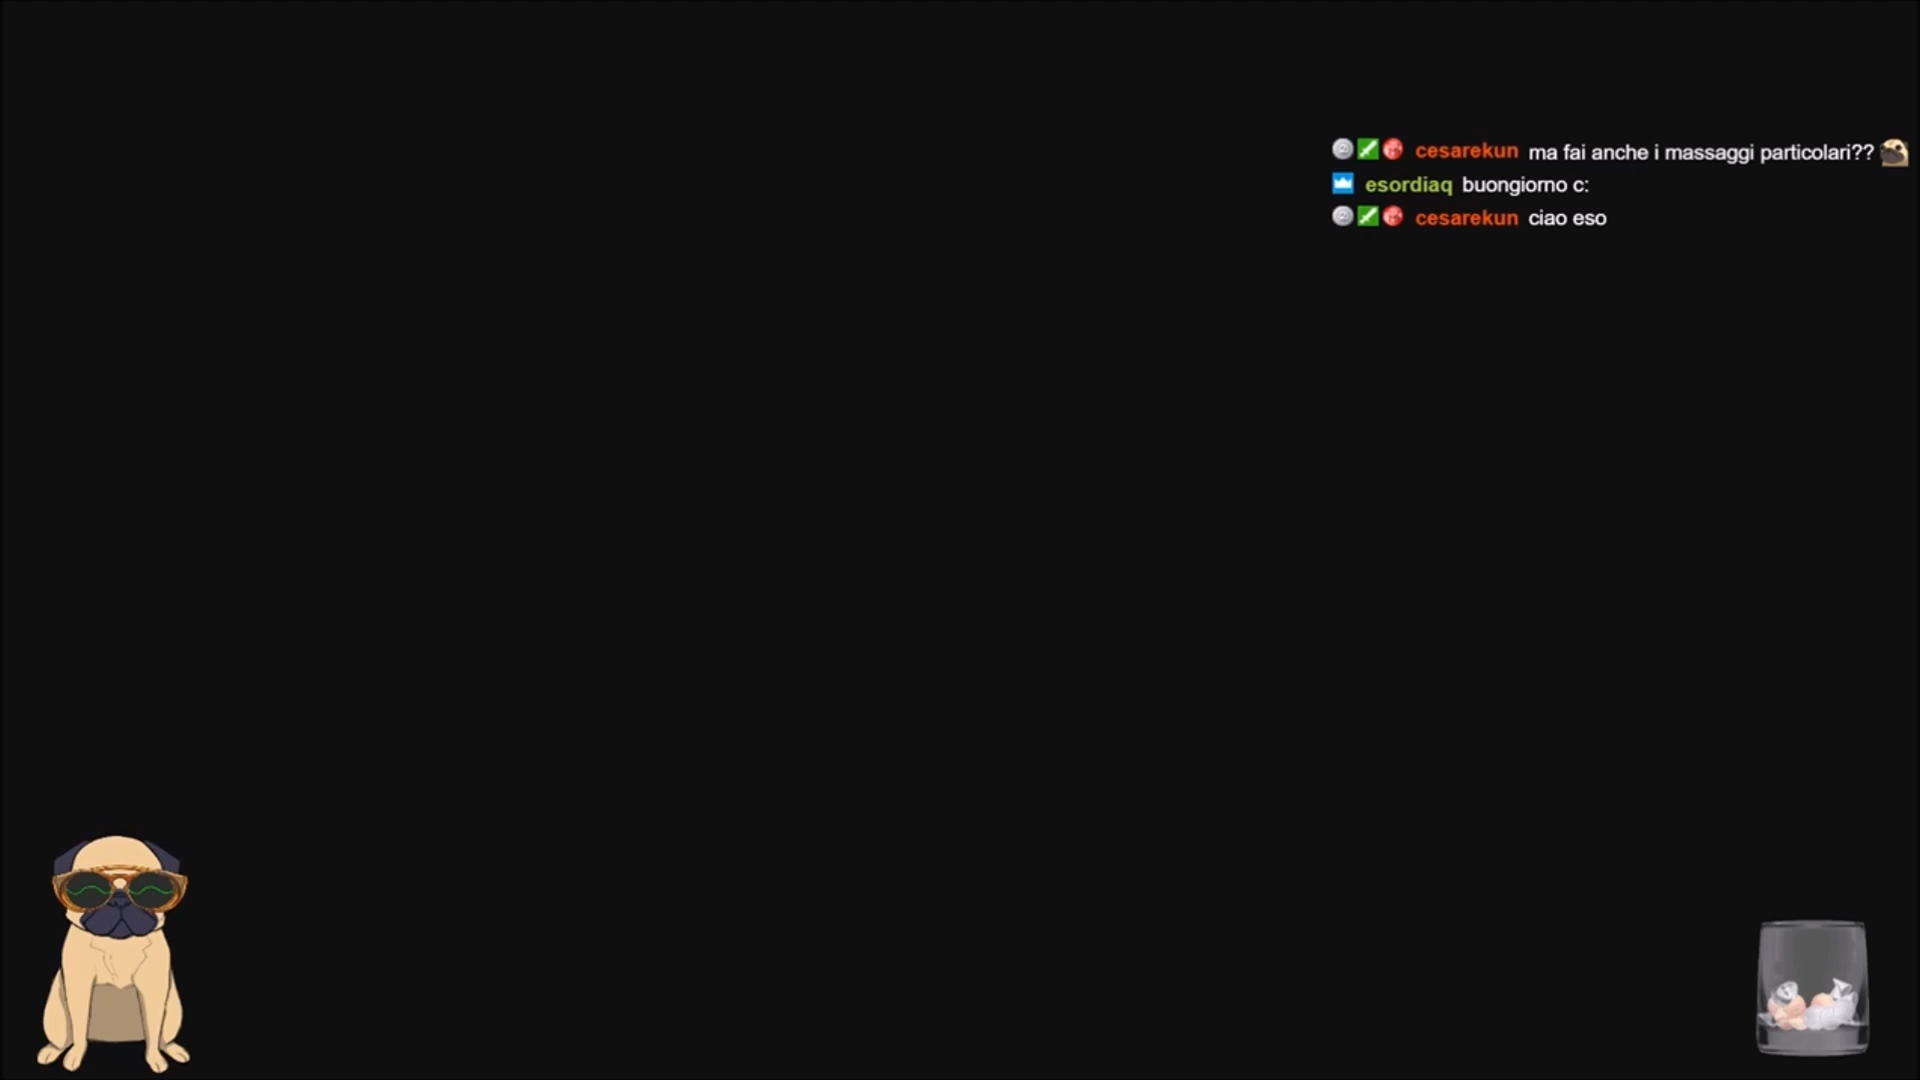 cesarekun ma fai anche i massaggi particolari??
esordiaq buongiorno c:
cesarekun ciao eso